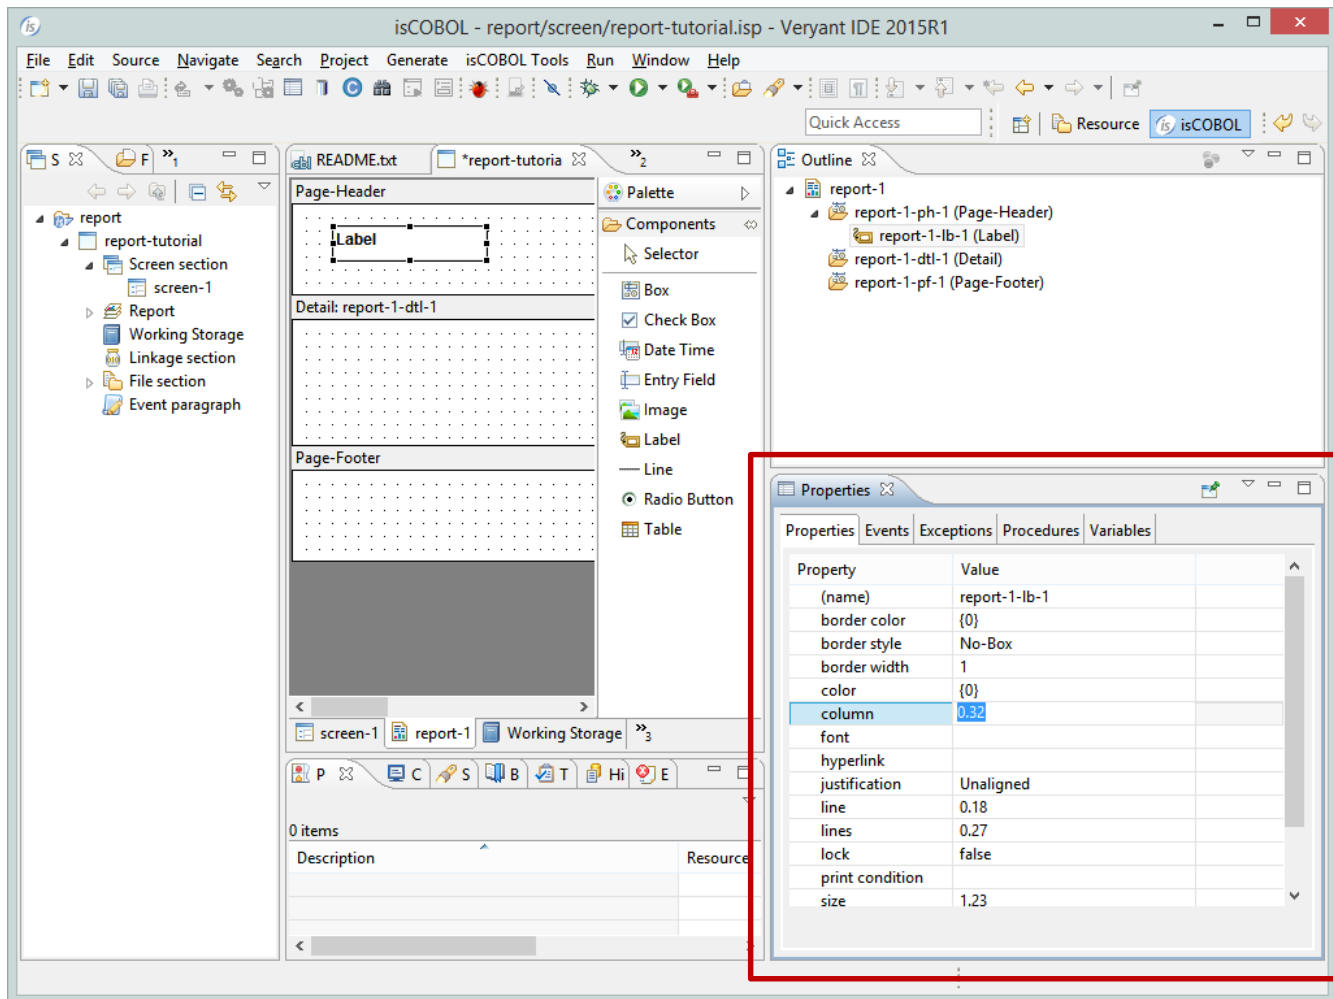 is
isCOBOL - report/screen/report-tutorial.isp - Veryant IDE 2015R1
File Edit Source Navigate Search Project Generate isCOBOL Tools Run Window Help
Quick Access
Resource
is isCOBOL
S F »1
report
report-tutorial
Screen section
screen-1
Report
Working Storage
Linkage section
File section
Event paragraph
README.txt *report-tutoria »2
Page-Header
Label
Detail: report-1-dtl-1
Page-Footer
Palette
Components
Selector
Box
Check Box
Date Time
Entry Field
Image
Label
Line
Radio Button
Table
screen-1 report-1 Working Storage »3
P C S B T Hi E
0 items
Description Resource
Outline
report-1
report-1-ph-1 (Page-Header)
report-1-lb-1 (Label)
report-1-dtl-1 (Detail)
report-1-pf-1 (Page-Footer)
Properties
Properties Events Exceptions Procedures Variables
Property Value
(name) report-1-lb-1
border color {0}
border style No-Box
border width 1
color {0}
column 0.32
font
hyperlink
justification Unaligned
line 0.18
lines 0.27
lock false
print condition
size 1.23